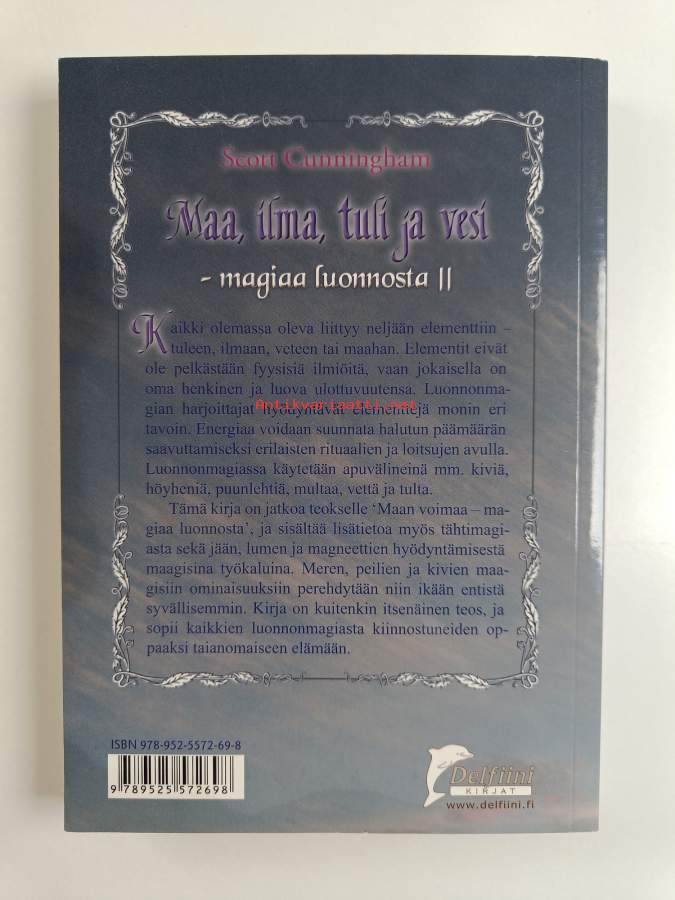 Scott Cunningham
Maa, ilma, tuli ja vesi
- magiaa luonnosta II
Kaikki olemassa oleva liittyy neljään elementtiin –
tuleen, ilmaan, veteen tai maahan. Elementit eivät
ole pelkästään fyysisiä ilmiöitä, vaan jokaisella on
oma henkinen ja luova ulottuvuutensa. Luonnonma-
gian harjoittajat hyödyntävät elementtejä monin eri
Antikvariaatti.net
tavoin. Energiaa voidaan suunnata halutun päämäärän
saavuttamiseksi erilaisten rituaalien ja loitsujen avulla.
Luonnonmagiassa käytetään apuvälineinä mm. kiviä,
höyheniä, puunlehtiä, multaa, vettä ja tulta.
Tämä kirja on jatkoa teokselle 'Maan voimaa – ma-
giaa luonnosta', ja sisältää lisätietoa myös tähtimagi-
asta sekä jään, lumen ja magneettien hyödyntämisestä
maagisina työkaluina. Meren, peilien ja kivien maa-
gisiin ominaisuuksiin perehdytään niin ikään entistä
syvällisemmin. Kirja on kuitenkin itsenäinen teos, ja
sopii kaikkien luonnonmagiasta kiinnostuneiden op-
paaksi taianomaiseen elämään.
ISBN 978-952-5572-69-8
9 789525 572698
Delfiini
KIRJAT
www.delfiini.fi